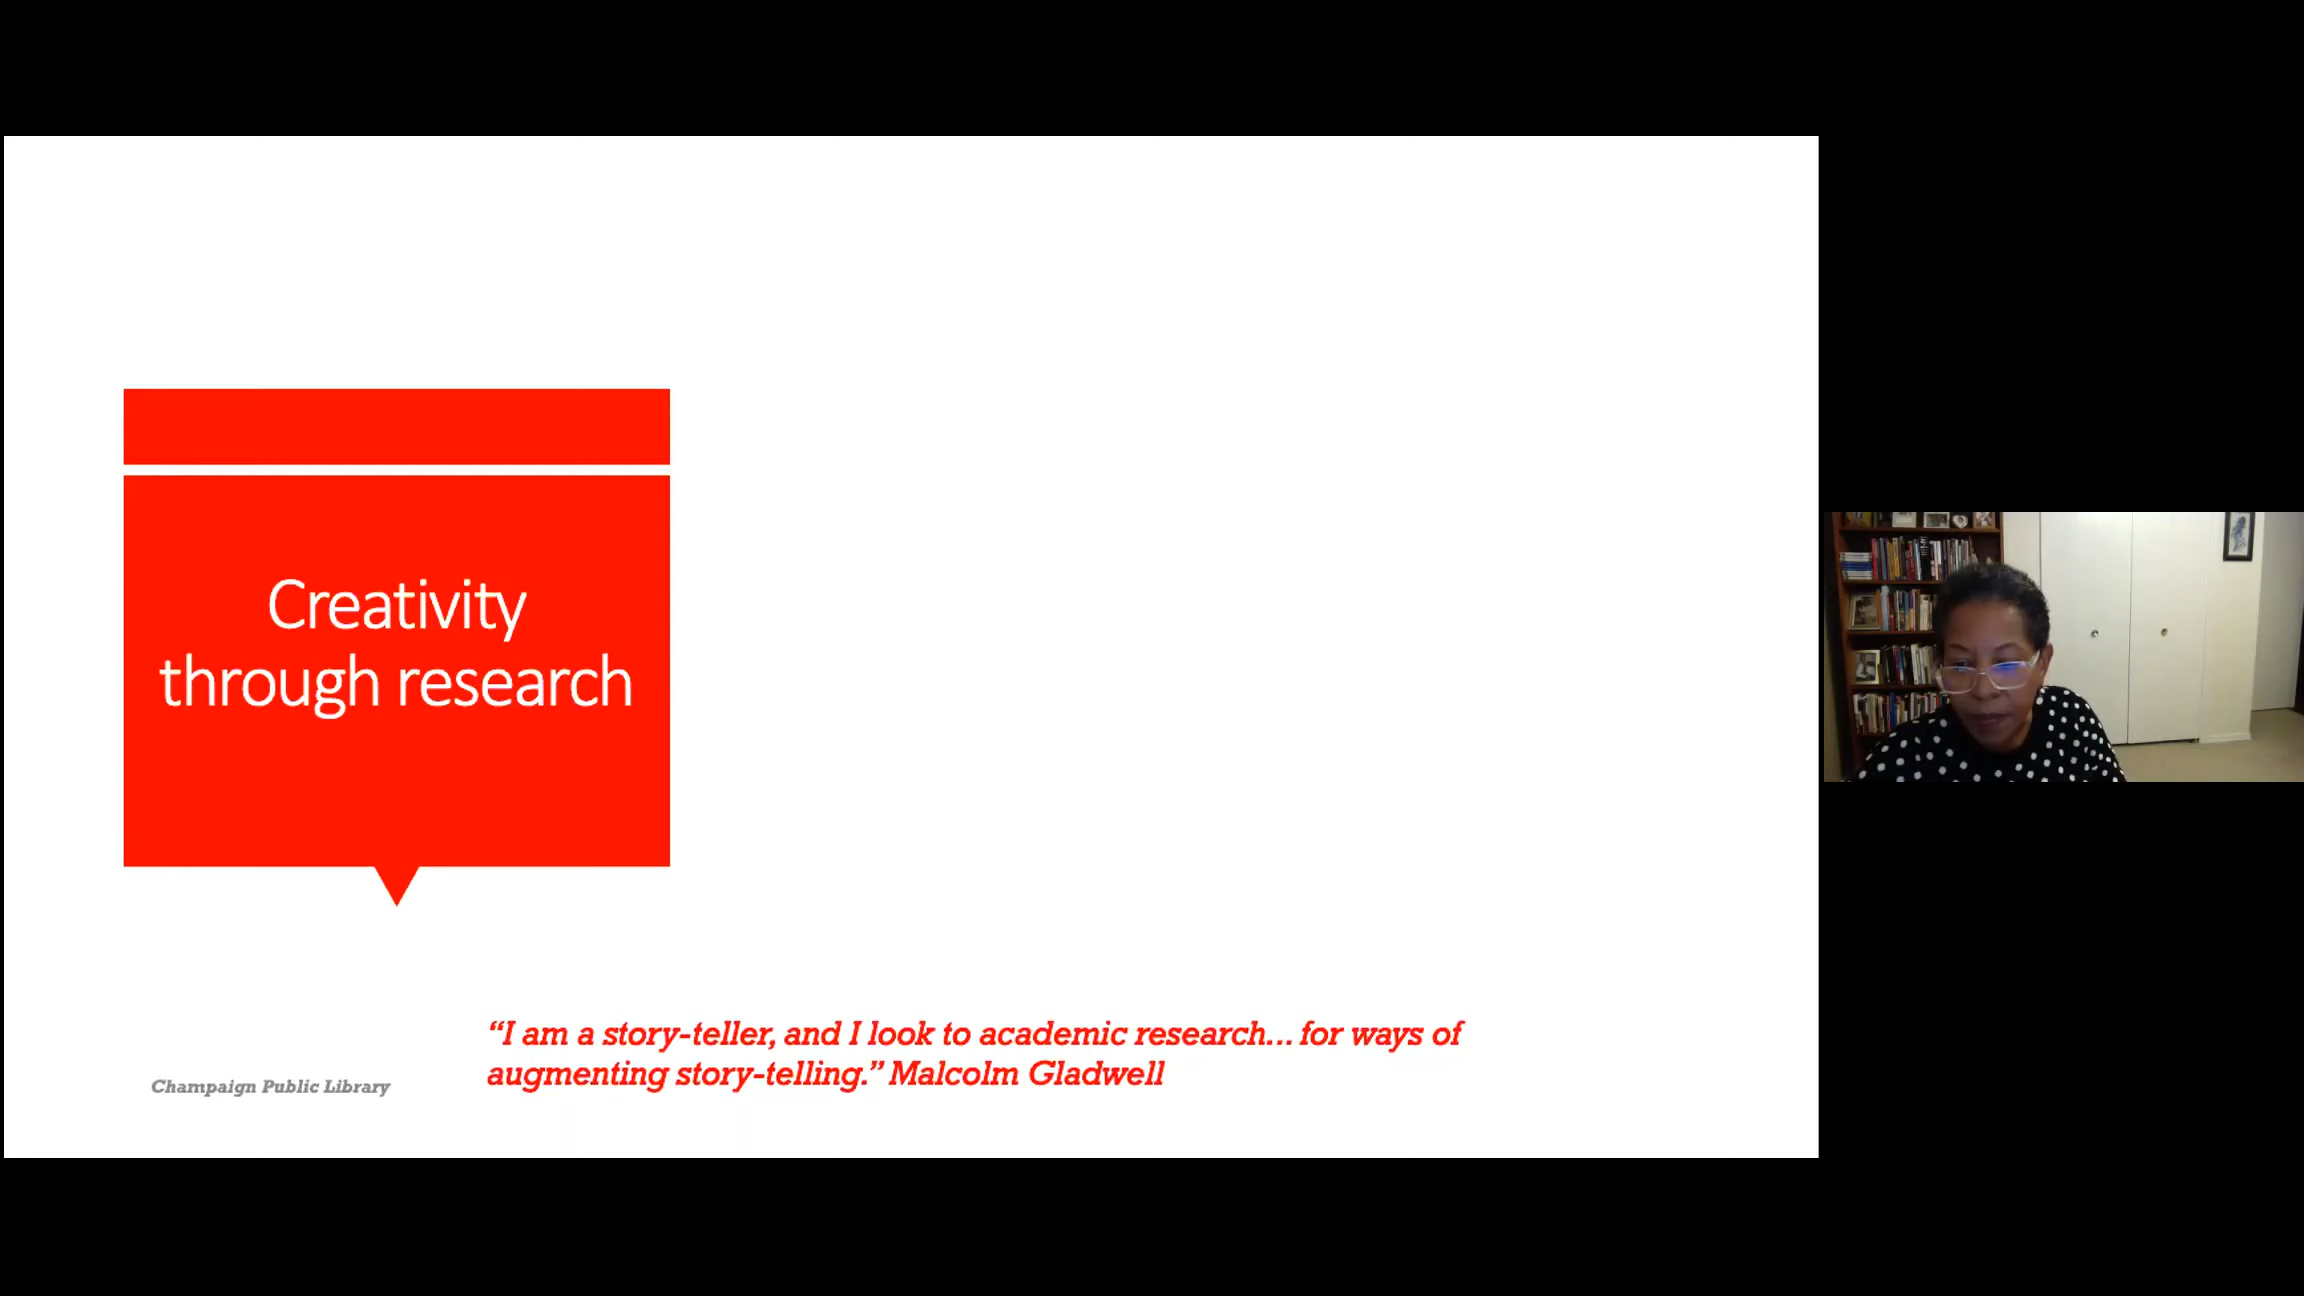 Creativity
through research
“I am a story-teller, and I look to academic research... for ways of
augmenting story-telling.” Malcolm Gladwell
Champaign Public Library